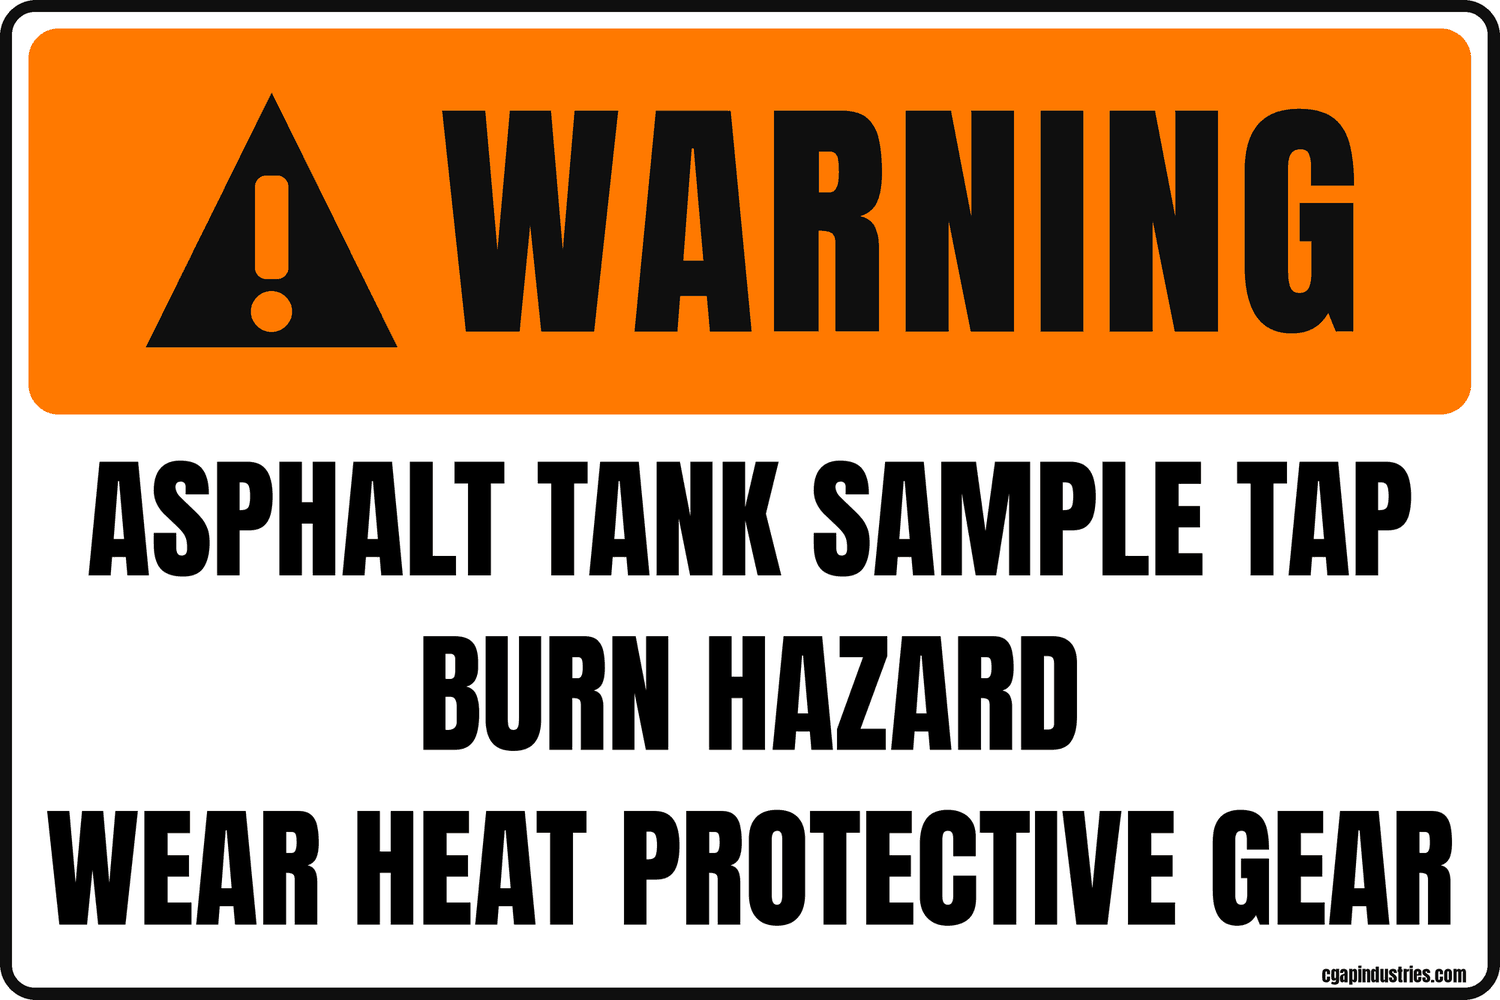 WARNING
ASPHALT TANK SAMPLE TAP
BURN HAZARD
WEAR HEAT PROTECTIVE GEAR
cgapindustries.com